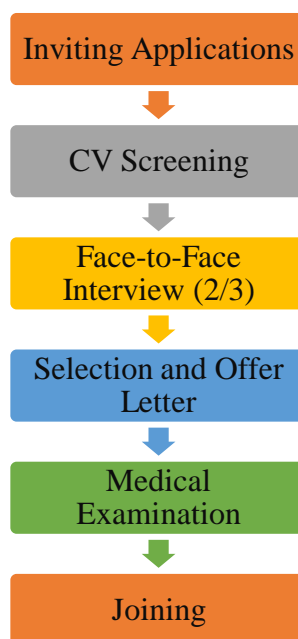 Inviting Applications
CV Screening
Face-to-Face
Interview (2/3)
Selection and Offer
Letter
Medical
Examination
Joining